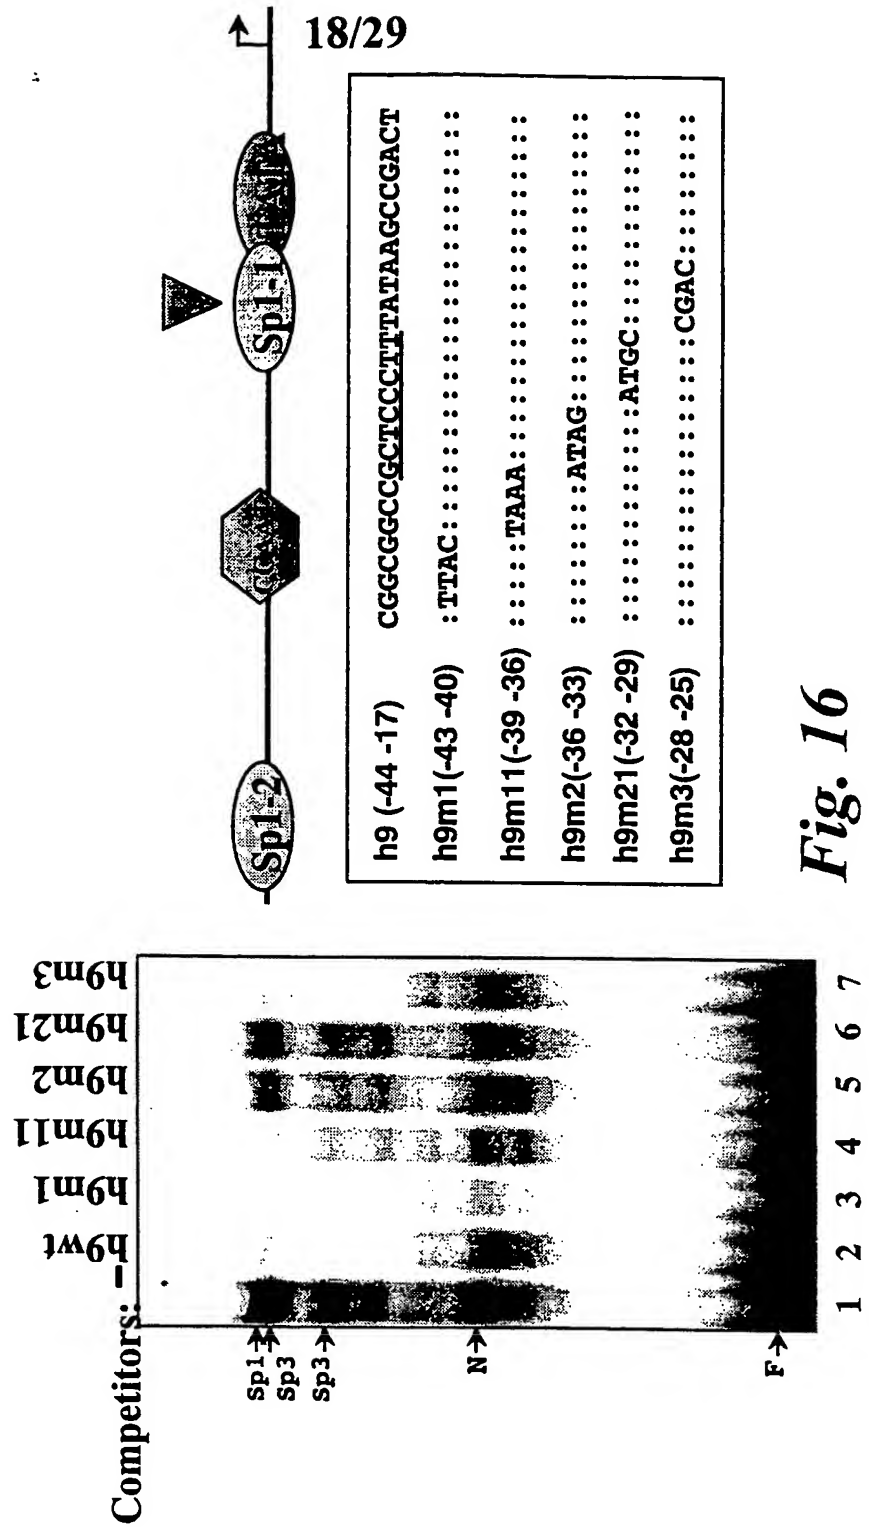 18/29
Sp1-2
Sp1-1
h9 (-44 -17) CGGCGGCCGCTCCCTTTATAAGCCGACT
h9m1(-43 -40) :TTAC:::::::::::::::::::::::
h9m11(-39 -36) :::::TAAA:::::::::::::::::::
h9m2(-36 -33) ::::::::ATAG::::::::::::::::
h9m21(-32 -29) ::::::::::::ATGC::::::::::::
h9m3(-28 -25) ::::::::::::::::CGAC::::::::
Competitors: – h9wt h9m1 h9m11 h9m2 h9m21 h9m3
Sp1
Sp3
Sp3
N
F
1 2 3 4 5 6 7
Fig. 16